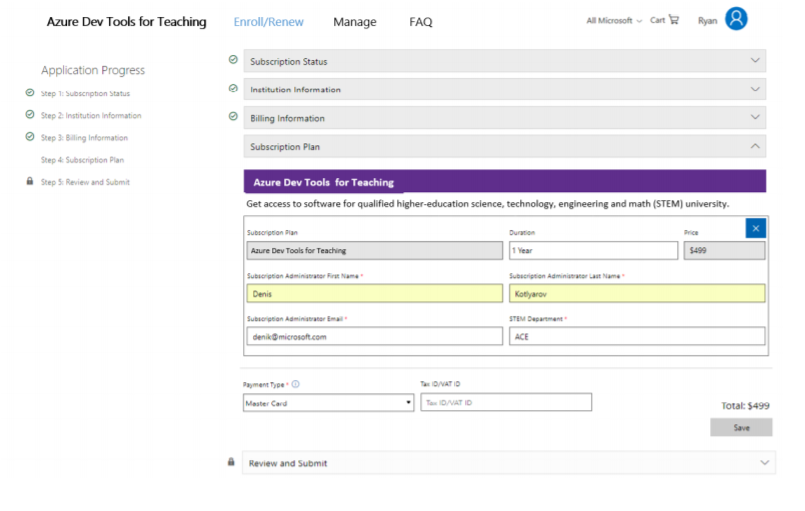 Azure Dev Tools for Teaching Enroll/Renew Manage FAQ All Microsoft Cart Ryan
Application Progress
Step 1: Subscription Status
Step 2: Institution Information
Step 3: Billing Information
Step 4: Subscription Plan
Step 5: Review and Submit
Subscription Status
Institution Information
Billing Information
Subscription Plan
Azure Dev Tools for Teaching
Get access to software for qualified higher-education science, technology, engineering and math (STEM) university.
Subscription Plan Duration Price
Azure Dev Tools for Teaching 1 Year $499
Subscription Administrator First Name * Subscription Administrator Last Name *
Denis Kotlyarov
Subscription Administrator Email * STEM Department *
denik@microsoft.com ACE
Payment Type * Tax ID/VAT ID
Master Card Tax ID/VAT ID
Total: $499
Save
Review and Submit